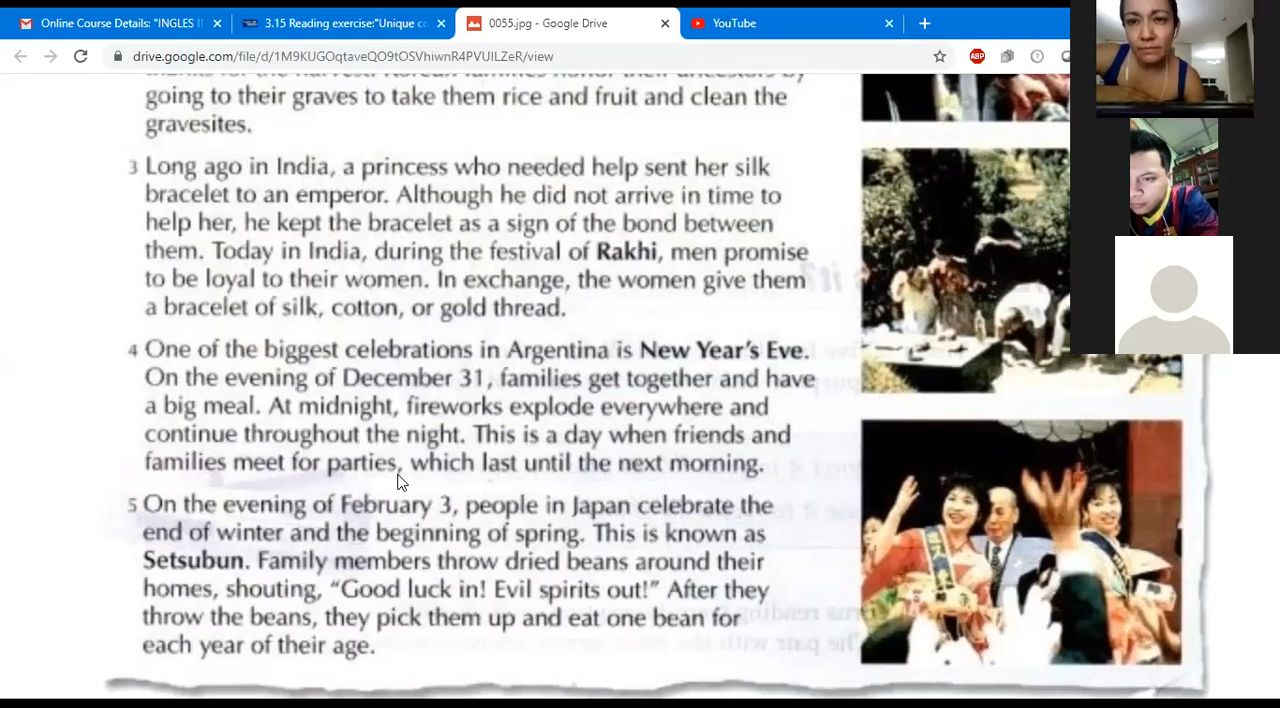 Online Course Details: "INGLES I
3.15 Reading exercise:"Unique co
0055.jpg - Google Drive
YouTube
drive.google.com/file/d/1M9KUGOqtaveQO9tOSVhiwnR4PVUlLZeR/view
ABP
going to their graves to take them rice and fruit and clean the
gravesites.
3 Long ago in India, a princess who needed help sent her silk
bracelet to an emperor. Although he did not arrive in time to
help her, he kept the bracelet as a sign of the bond between
them. Today in India, during the festival of Rakhi, men promise
to be loyal to their women. In exchange, the women give them
a bracelet of silk, cotton, or gold thread.
4 One of the biggest celebrations in Argentina is New Year's Eve.
On the evening of December 31, families get together and have
a big meal. At midnight, fireworks explode everywhere and
continue throughout the night. This is a day when friends and
families meet for parties, which last until the next morning.
5 On the evening of February 3, people in Japan celebrate the
end of winter and the beginning of spring. This is known as
Setsubun. Family members throw dried beans around their
homes, shouting, "Good luck in! Evil spirits out!" After they
throw the beans, they pick them up and eat one bean for
each year of their age.